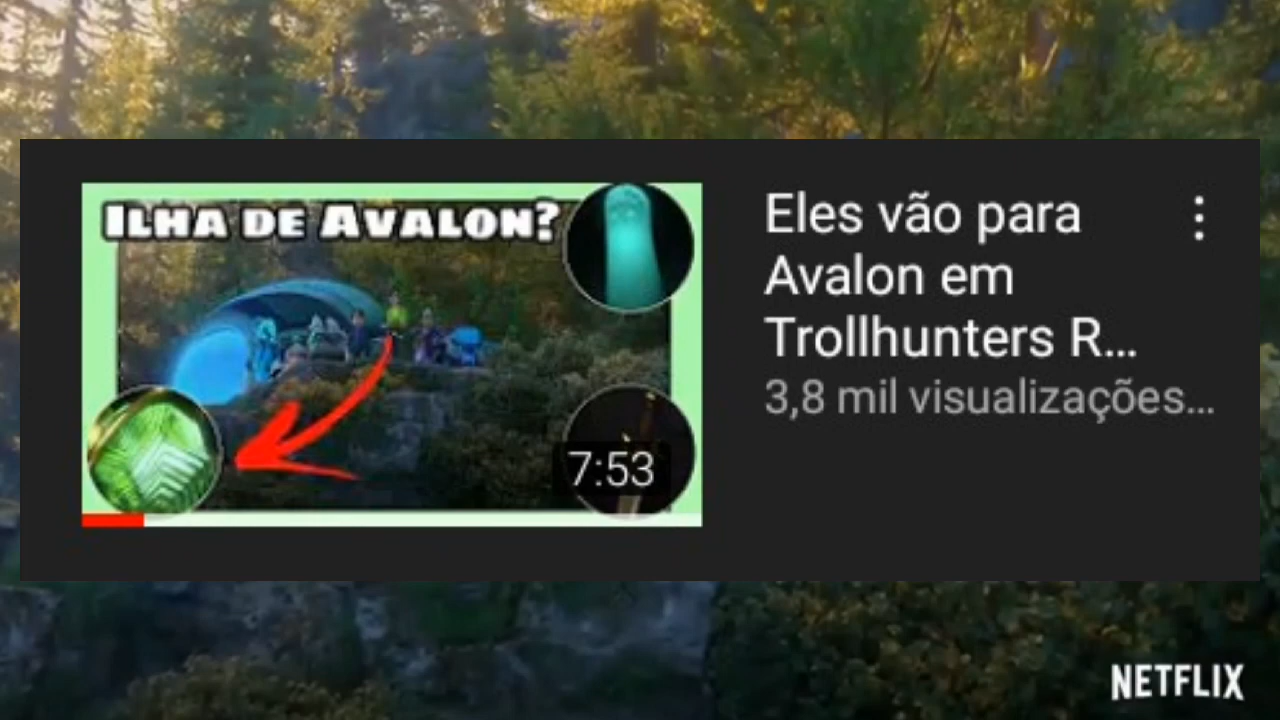 ILHA DE AVALON?
7:53
Eles vão para
Avalon em
Trollhunters R...
3,8 mil visualizações...
NETFLIX